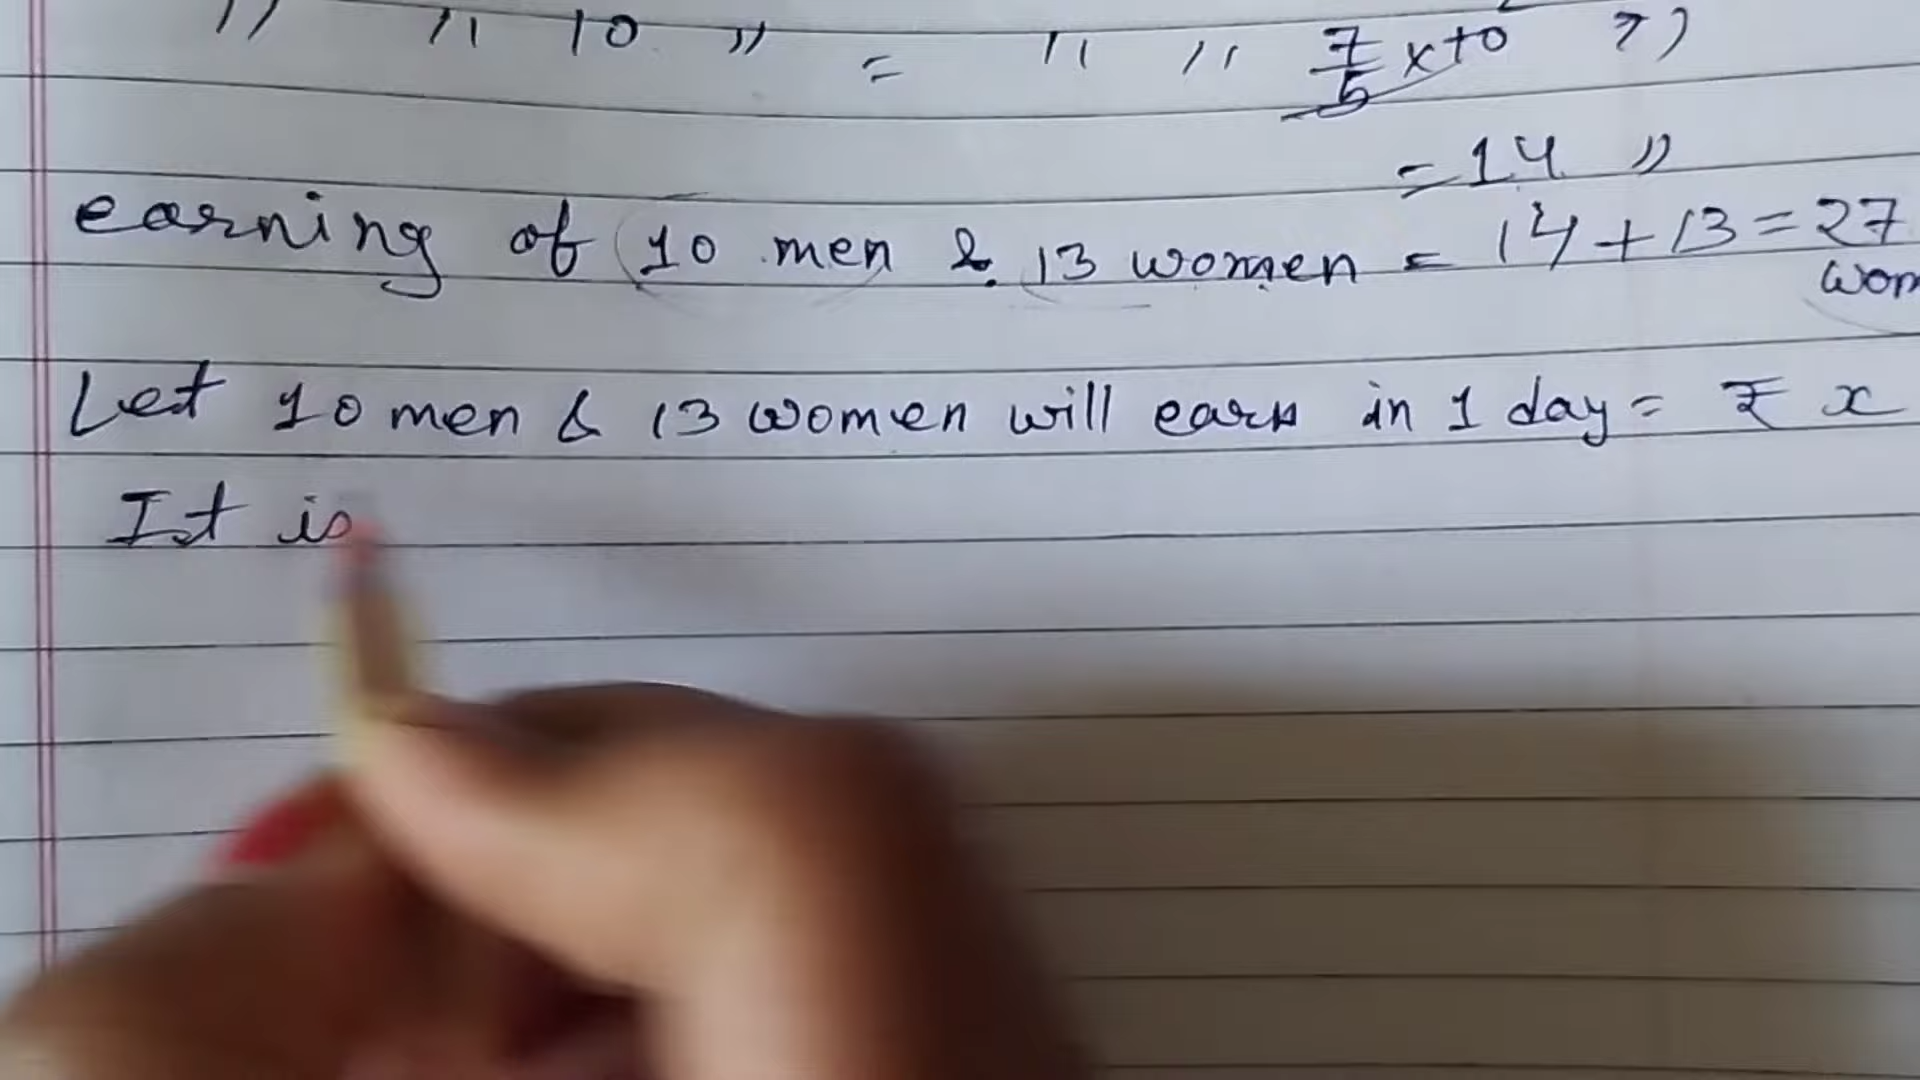 " " 10 " = " " 7/5 x 10 "
= 14 "
earning of 10 men & 13 women = 14 + 13 = 27
wom
Let 10 men & 13 women will earn in 1 day = ₹ x
It is